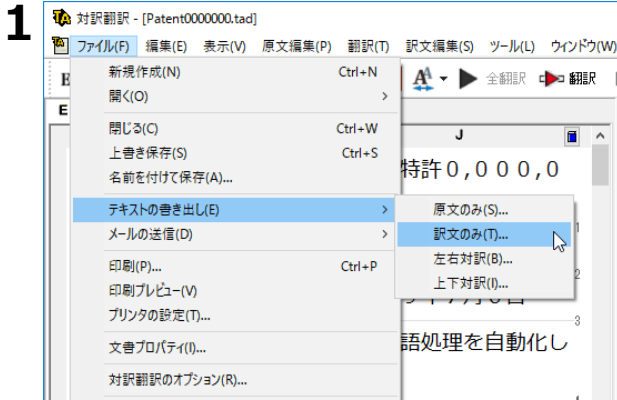 1
対訳翻訳 - [Patent0000000.tad]
ファイル(F) 編集(E) 表示(V) 原文編集(P) 翻訳(T) 訳文編集(S) ツール(L) ウィンドウ(W)
新規作成(N) Ctrl+N
全翻訳 翻訳
開く(O) >
E
閉じる(C) Ctrl+W
J
上書き保存(S) Ctrl+S
特許０,０００,０
名前を付けて保存(A)...
テキストの書き出し(E) >
原文のみ(S)...
メールの送信(D) >
訳文のみ(T)...
1
左右対訳(B)...
印刷(P)... Ctrl+P
上下対訳(I)...
2
印刷プレビュー(V)
プリンタの設定(T)...
3
文書プロパティ(I)...
語処理を自動化し
対訳翻訳のオプション(R)...